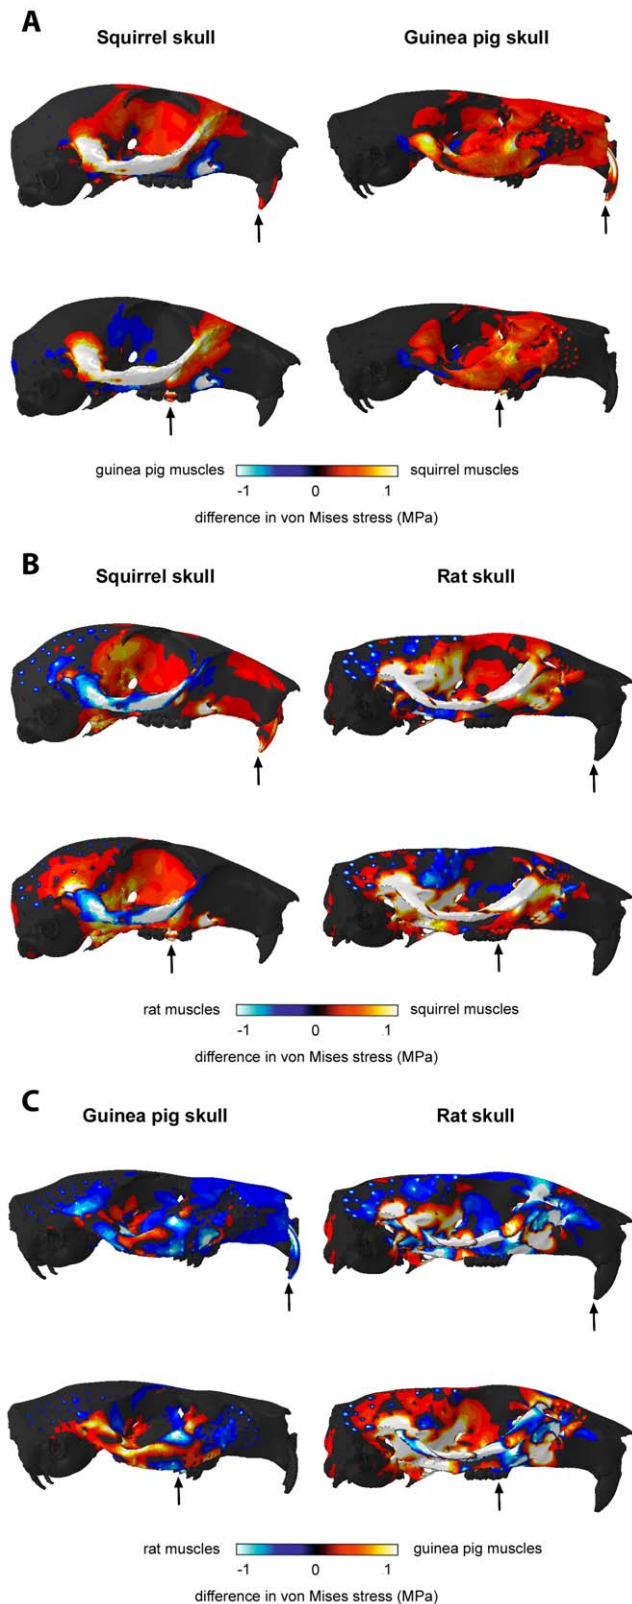 A
Squirrel skull
Guinea pig skull
guinea pig muscles
squirrel muscles
-1
0
1
difference in von Mises stress (MPa)
B
Squirrel skull
Rat skull
rat muscles
squirrel muscles
-1
0
1
difference in von Mises stress (MPa)
C
Guinea pig skull
Rat skull
rat muscles
guinea pig muscles
-1
0
1
difference in von Mises stress (MPa)